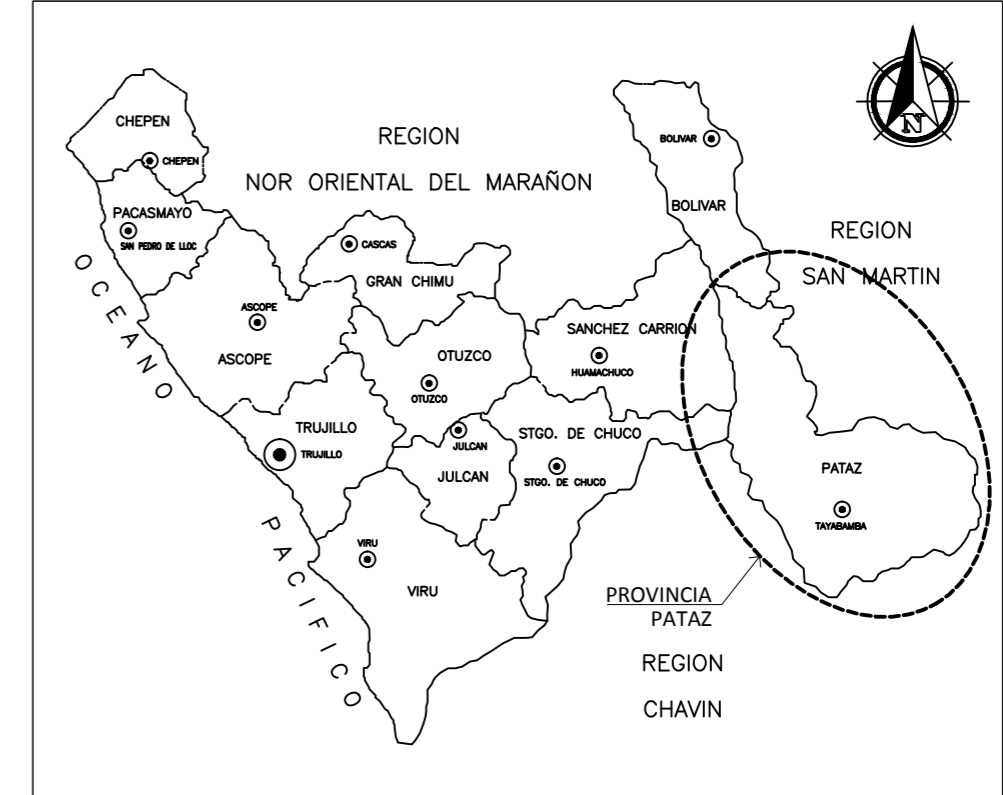 CHEPEN
CHEPEN
PACASMAYO
SAN PEDRO DE LLOC
REGION
NOR ORIENTAL DEL MARAÑON
N
BOLIVAR
BOLIVAR
REGION
SAN MARTIN
CASCAS
GRAN CHIMU
ASCOPE
ASCOPE
OTUZCO
OTUZCO
SANCHEZ CARRION
HUAMACHUCO
TRUJILLO
TRUJILLO
JULCAN
JULCAN
STGO. DE CHUCO
STGO. DE CHUCO
PATAZ
TAYABAMBA
VIRU
VIRU
OCEANO
PACIFICO
PROVINCIA
PATAZ
REGION
CHAVIN